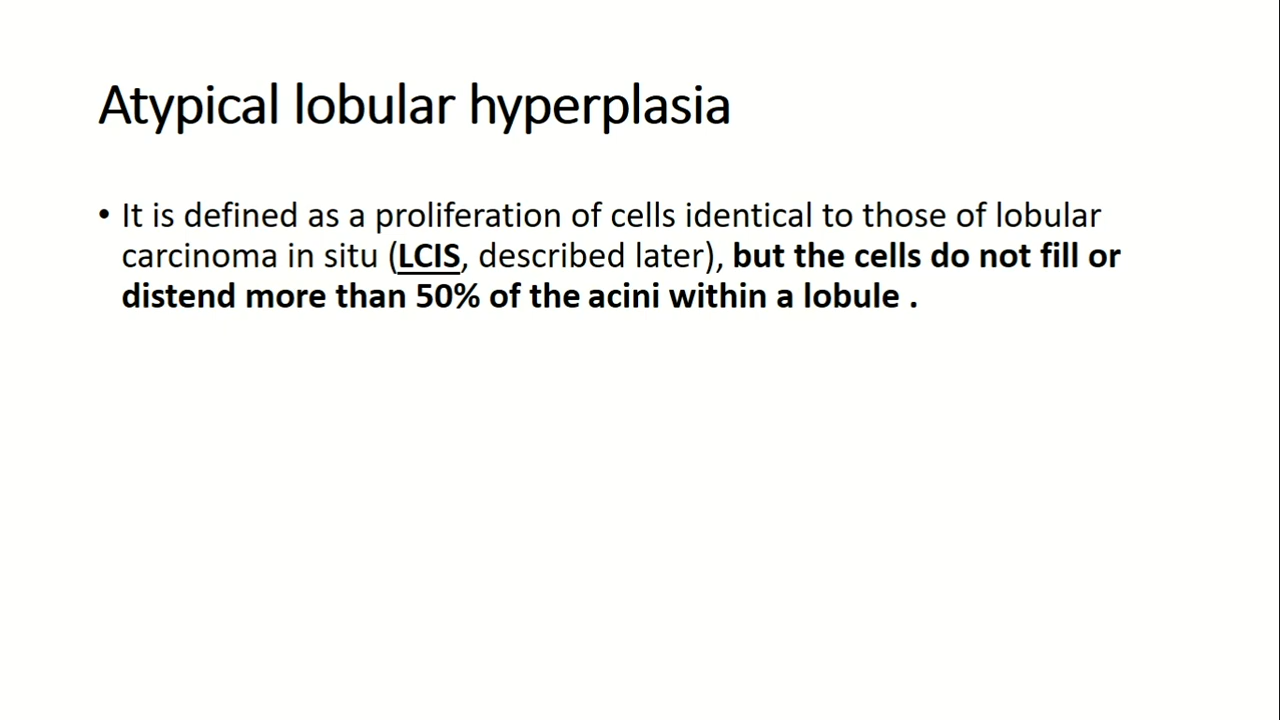 Atypical lobular hyperplasia
• It is defined as a proliferation of cells identical to those of lobular
carcinoma in situ (LCIS, described later), but the cells do not fill or
distend more than 50% of the acini within a lobule .